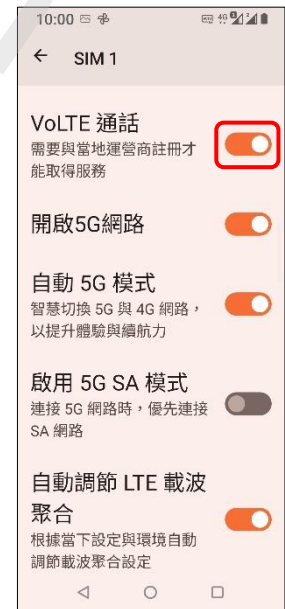 10:00
4G
SIM 1
VoLTE 通話
需要與當地運營商註冊才
能取得服務
開啟5G網路
自動 5G 模式
智慧切換 5G 與 4G 網路，
以提升體驗與續航力
啟用 5G SA 模式
連接 5G 網路時，優先連接
SA 網路
自動調節 LTE 載波
聚合
根據當下設定與環境自動
調節載波聚合設定